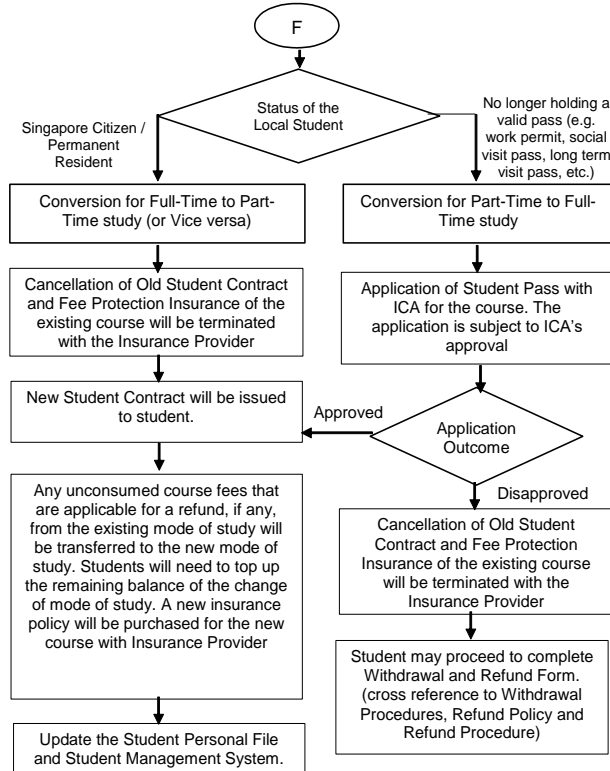 F
Status of the
Local Student
Singapore Citizen /
Permanent
Resident
No longer holding a
valid pass (e.g.
work permit, social
visit pass, long term
visit pass, etc.)
Conversion for Full-Time to Part-
Time study (or Vice versa)
Conversion for Part-Time to Full-
Time study
Cancellation of Old Student Contract
and Fee Protection Insurance of the
existing course will be terminated
with the Insurance Provider
Application of Student Pass with
ICA for the course. The
application is subject to ICA’s
approval
New Student Contract will be issued
to student.
Approved
Application
Outcome
Disapproved
Any unconsumed course fees that
are applicable for a refund, if any,
from the existing mode of study will
be transferred to the new mode of
study. Students will need to top up
the remaining balance of the change
of mode of study. A new insurance
policy will be purchased for the new
course with Insurance Provider
Cancellation of Old Student
Contract and Fee Protection
Insurance of the existing course
will be terminated with the
Insurance Provider
Student may proceed to complete
Withdrawal and Refund Form.
(cross reference to Withdrawal
Procedures, Refund Policy and
Refund Procedure)
Update the Student Personal File
and Student Management System.